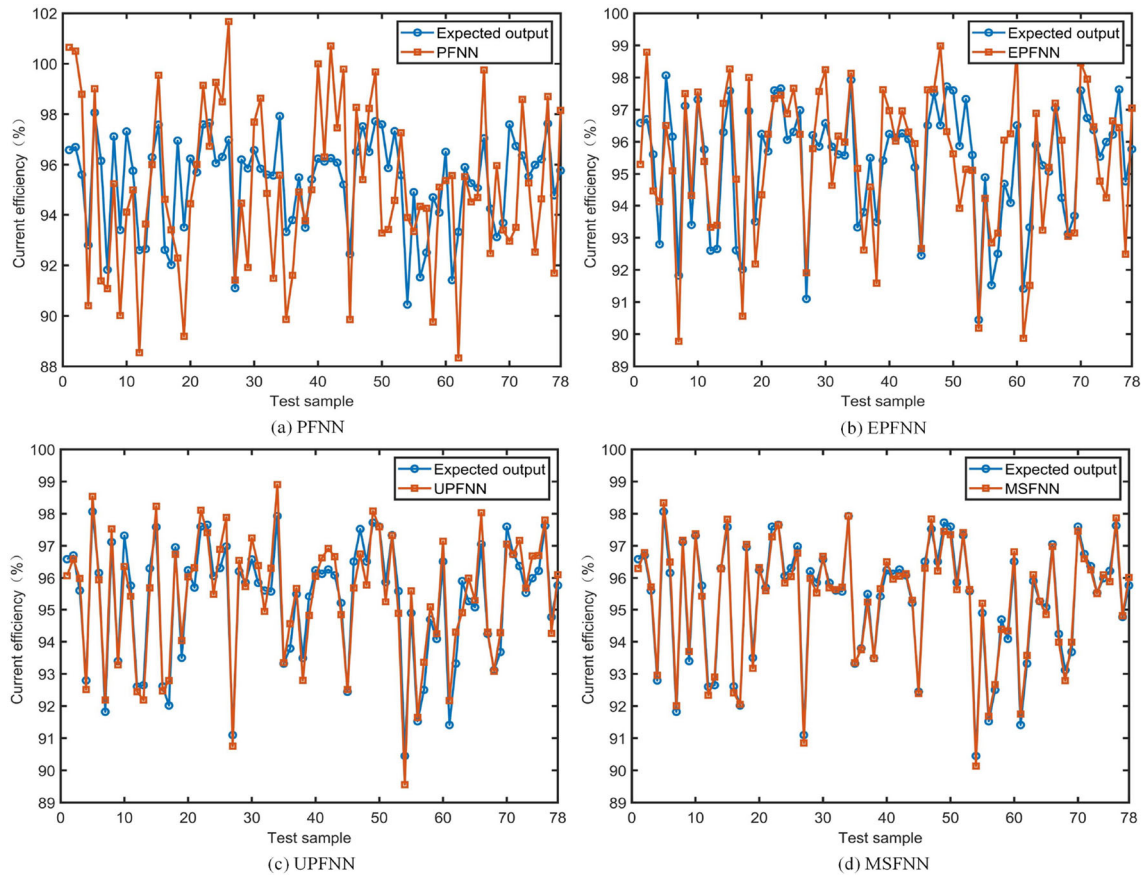 102
100
98
96
94
92
90
88
Current efficiency (%)
Expected output
PFNN
0 10 20 30 40 50 60 70 78
Test sample
(a) PFNN
99
98
97
96
95
94
93
92
91
90
89
Current efficiency (%)
Expected output
EPFNN
0 10 20 30 40 50 60 70 78
Test sample
(b) EPFNN
100
99
98
97
96
95
94
93
92
91
90
89
Current efficiency (%)
Expected output
UPFNN
0 10 20 30 40 50 60 70 78
Test sample
(c) UPFNN
100
99
98
97
96
95
94
93
92
91
90
89
Current efficiency (%)
Expected output
MSFNN
0 10 20 30 40 50 60 70 78
Test sample
(d) MSFNN